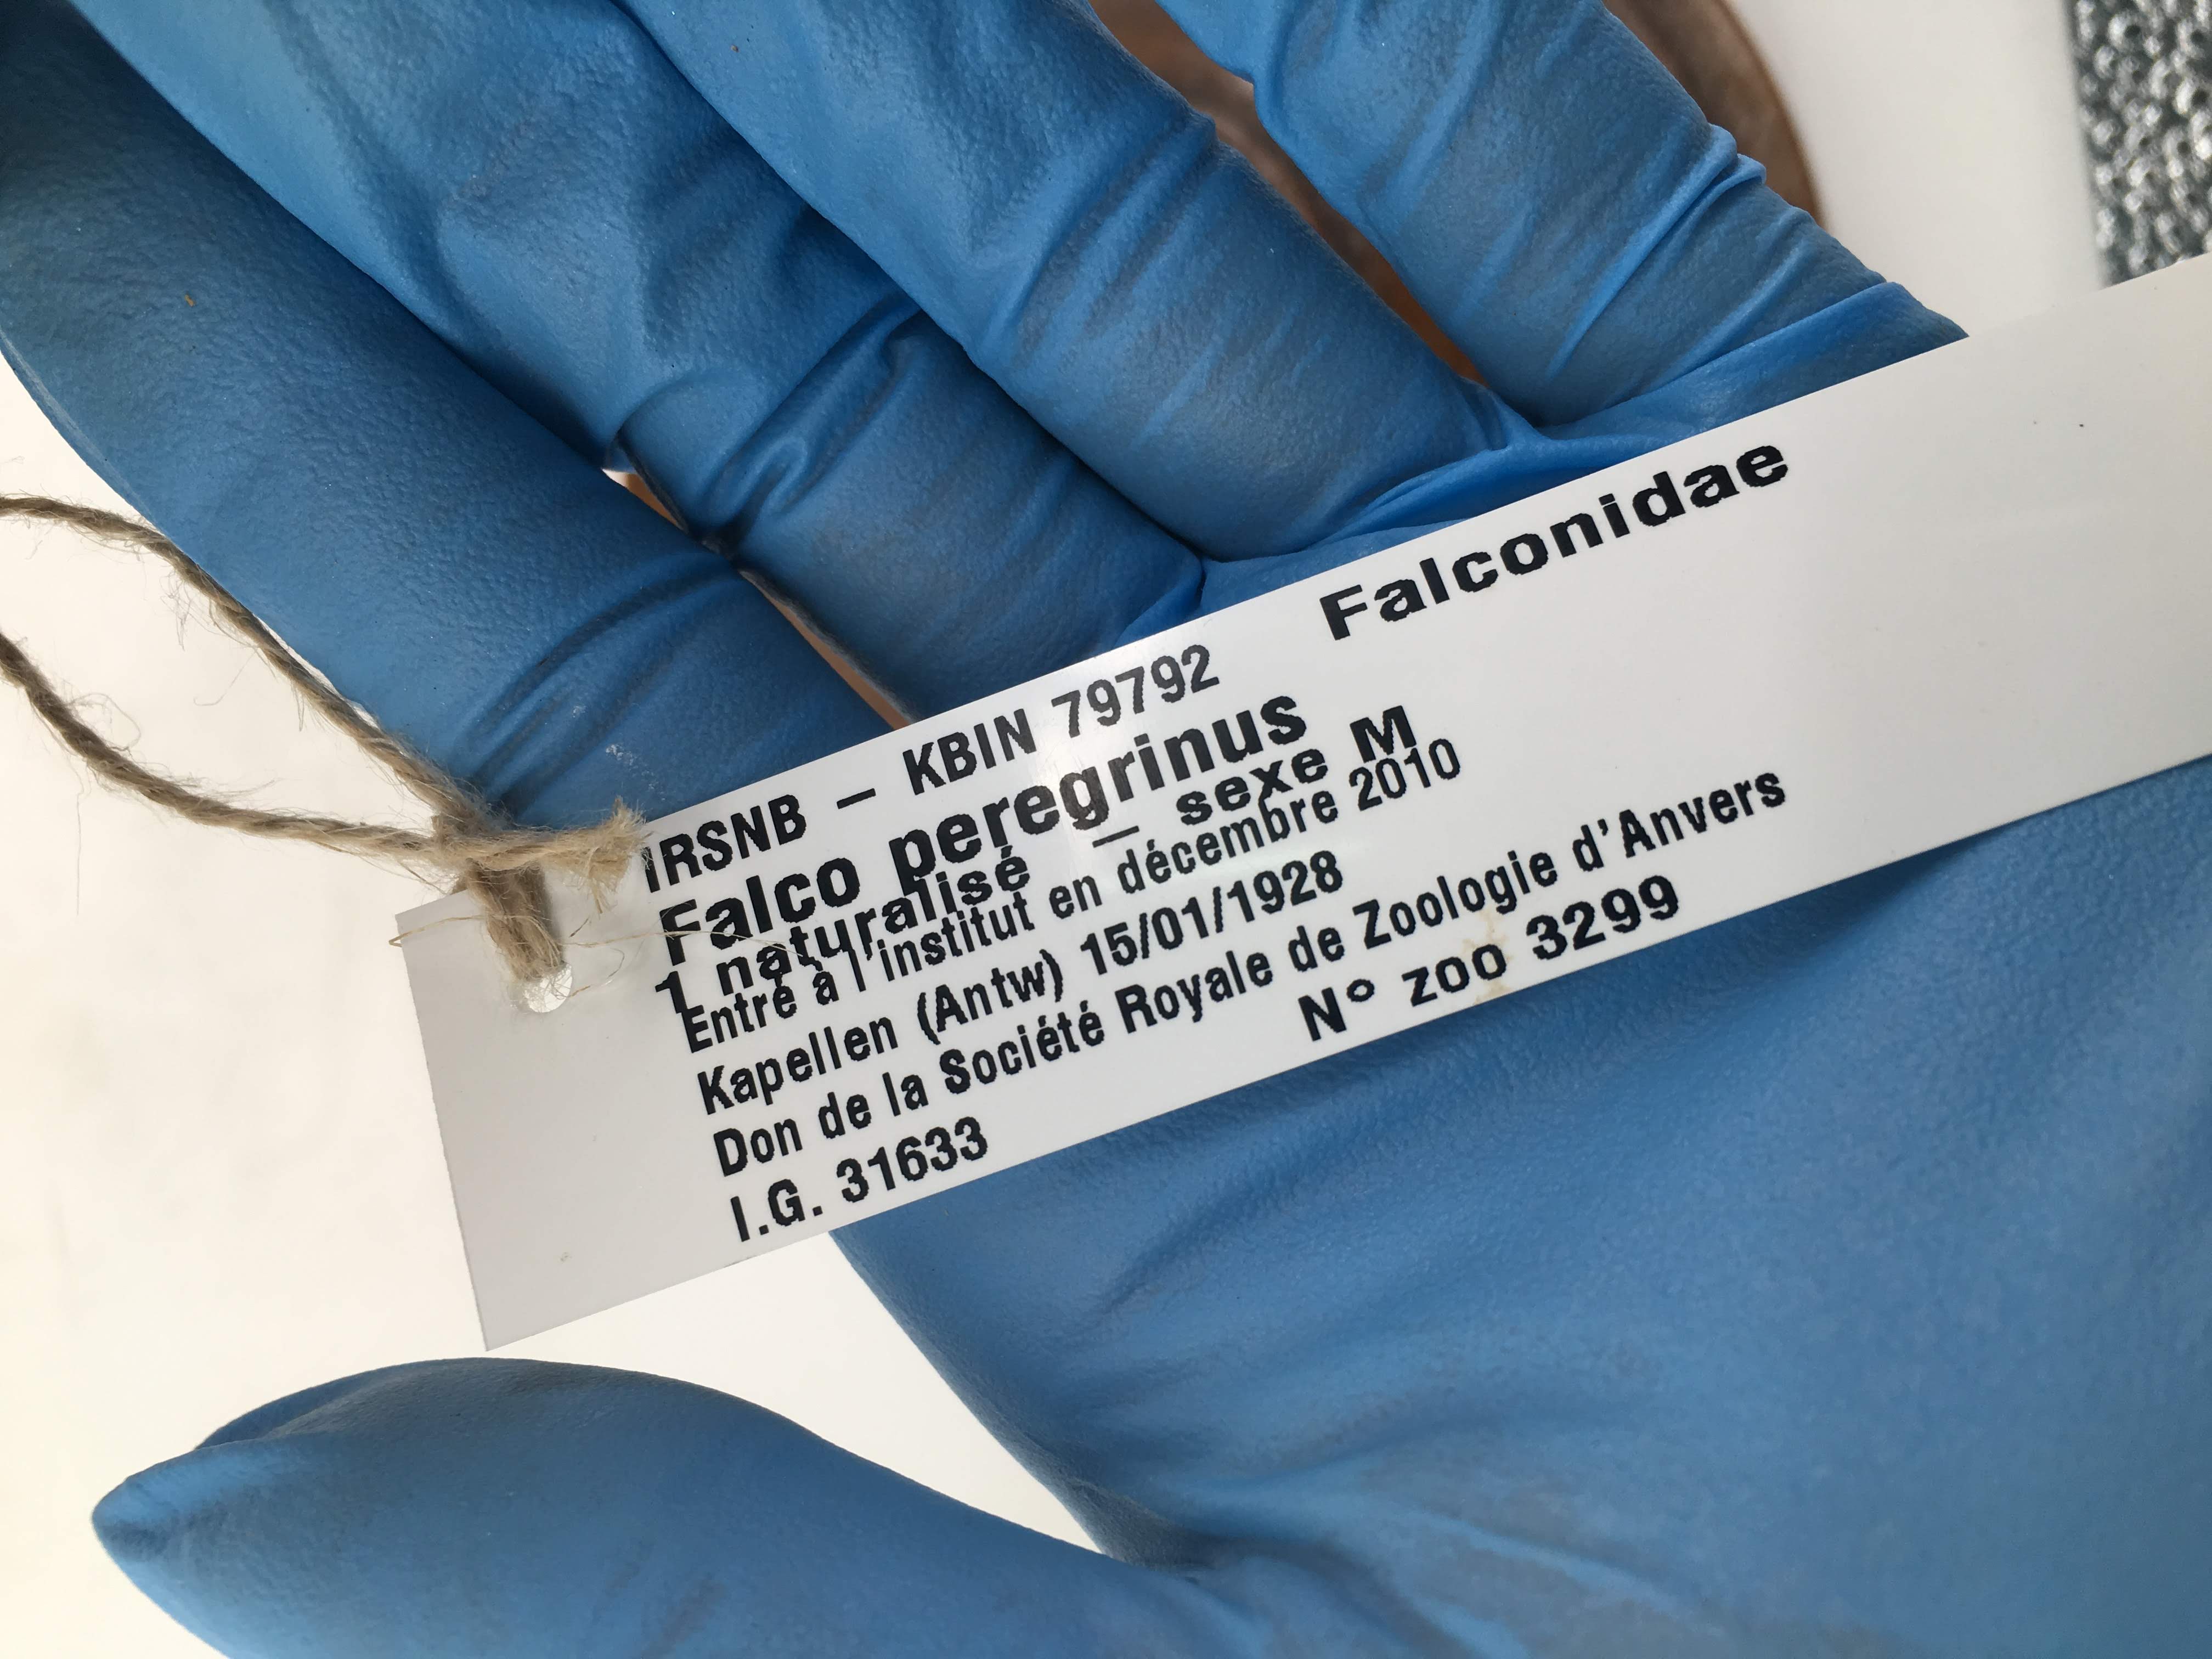 IRSNB – KBIN 79792 Falconidae
Falco peregrinus
1 naturalisé – sexe M
Entré à l'institut en décembre 2010
Kapellen (Antw) 15/01/1928
Don de la Société Royale de Zoologie d'Anvers
I.G. 31633 N° zoo 3299